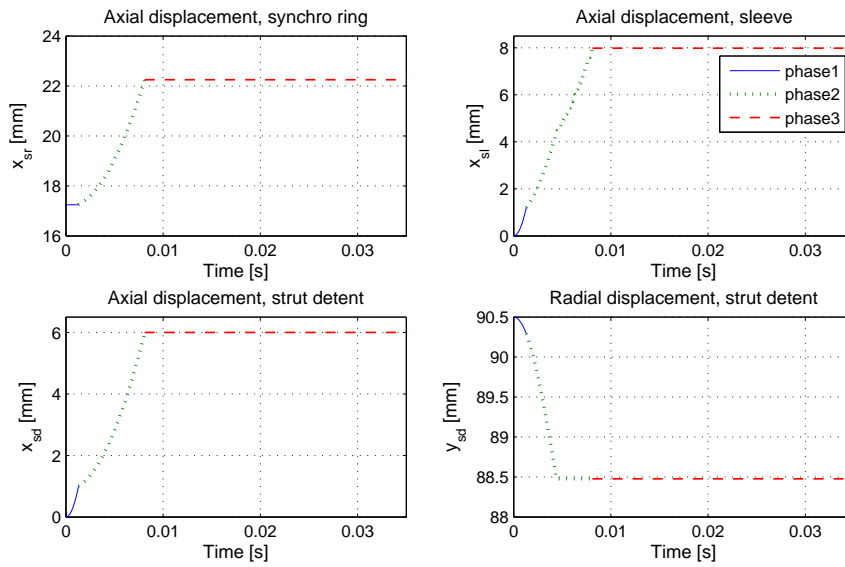 Axial displacement, synchro ring
24
22
20
18
16
x_sr [mm]
0 0.01 0.02 0.03
Time [s]
Axial displacement, sleeve
8
6
4
2
0
x_sl [mm]
phase1
phase2
phase3
0 0.01 0.02 0.03
Time [s]
Axial displacement, strut detent
6
4
2
0
x_sd [mm]
0 0.01 0.02 0.03
Time [s]
Radial displacement, strut detent
90.5
90
89.5
89
88.5
88
y_sd [mm]
0 0.01 0.02 0.03
Time [s]